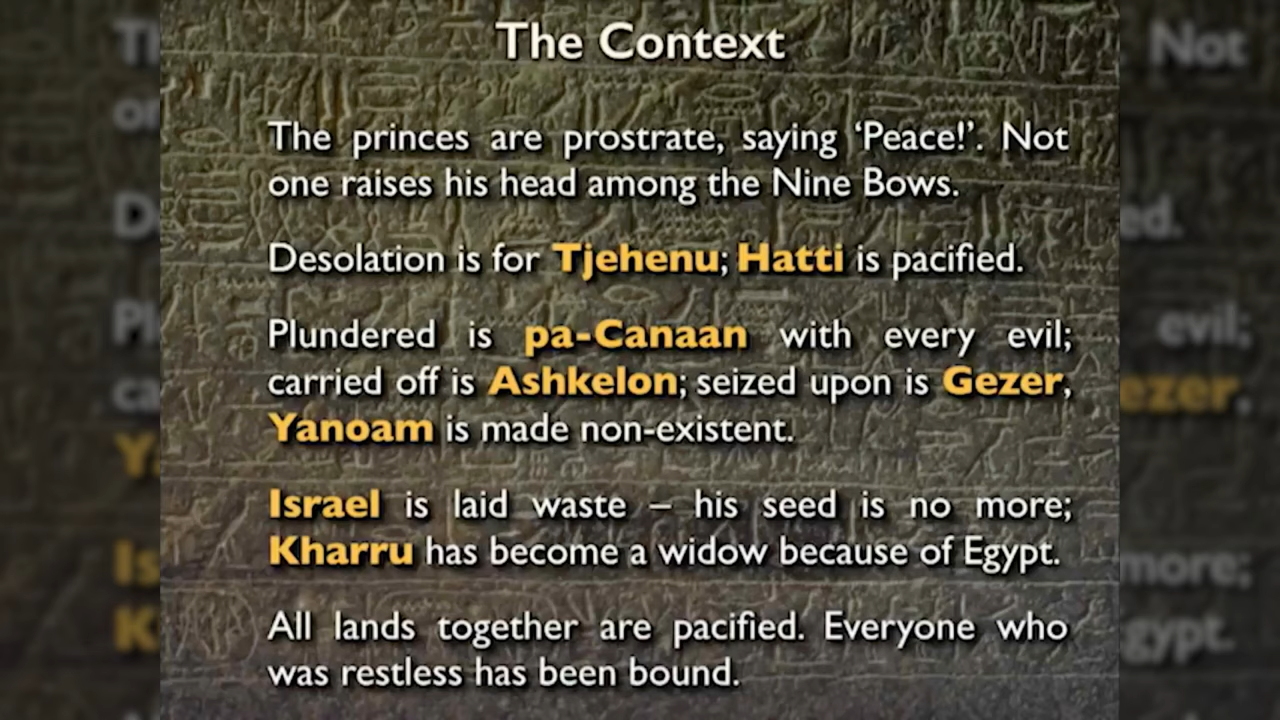 The Context
The princes are prostrate, saying ‘Peace!’. Not
one raises his head among the Nine Bows.
Desolation is for Tjehenu; Hatti is pacified.
Plundered is pa-Canaan with every evil;
carried off is Ashkelon; seized upon is Gezer,
Yanoam is made non-existent.
Israel is laid waste – his seed is no more;
Kharru has become a widow because of Egypt.
All lands together are pacified. Everyone who
was restless has been bound.